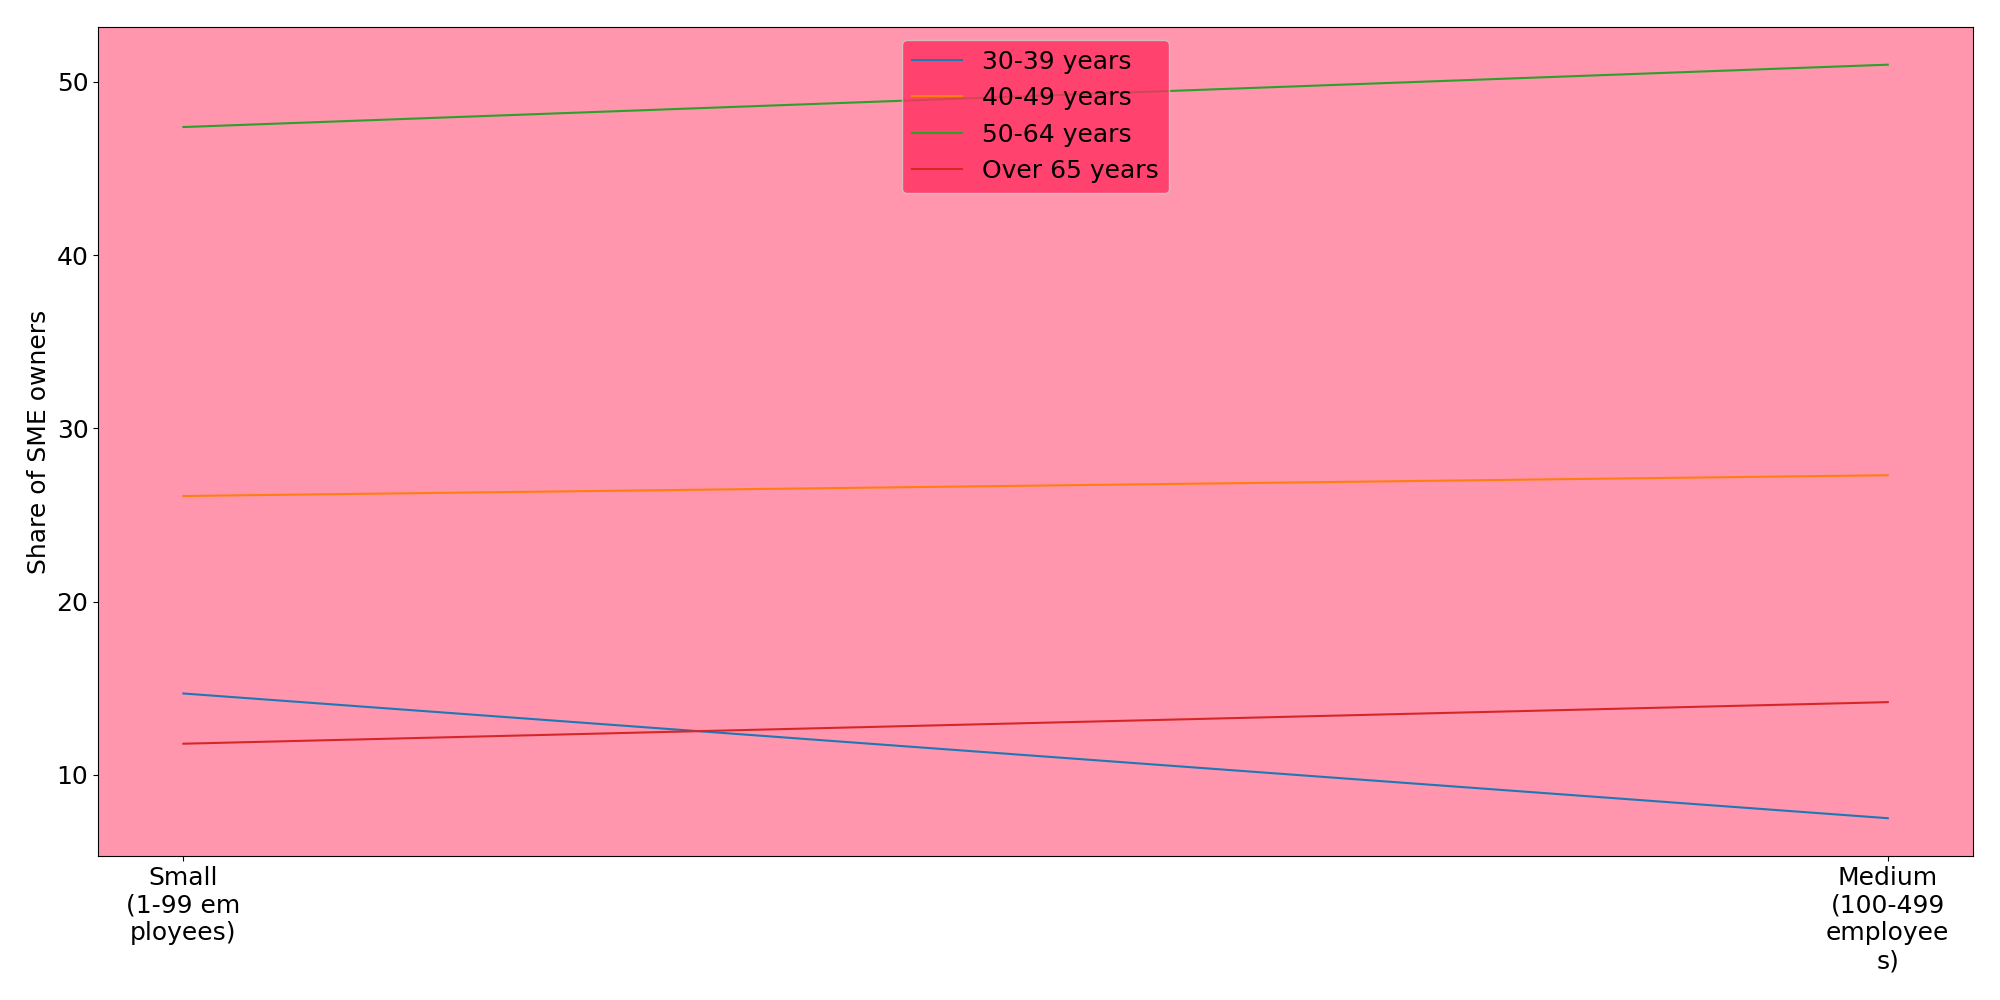 50
40
30
20
10
Share of SME owners
30-39 years
40-49 years
50-64 years
Over 65 years
Small
(1-99 em
ployees)
Medium
(100-499
employee
s)